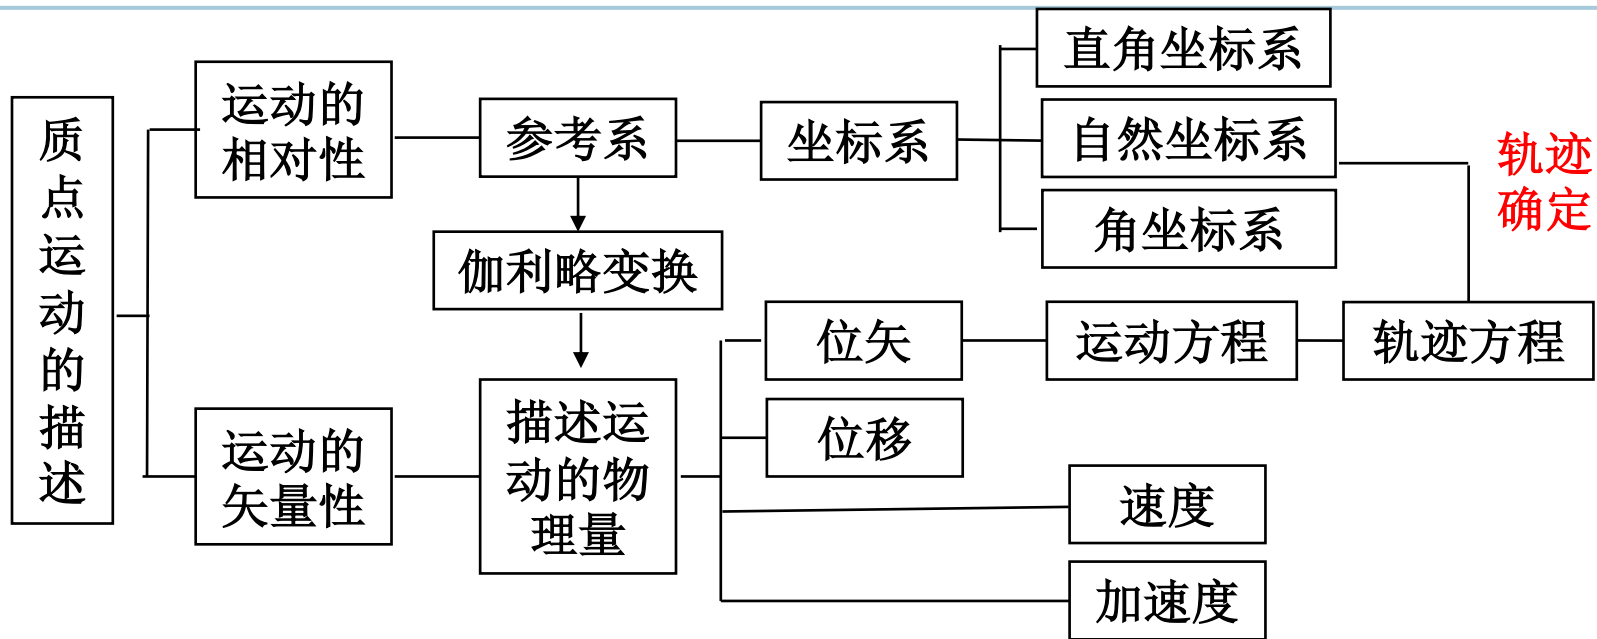 质
点
运
动
的
描
述
运动的
相对性
参考系
坐标系
直角坐标系
自然坐标系
角坐标系
轨迹
确定
伽利略变换
运动的
矢量性
描述运
动的物
理量
位矢
运动方程
轨迹方程
位移
速度
加速度